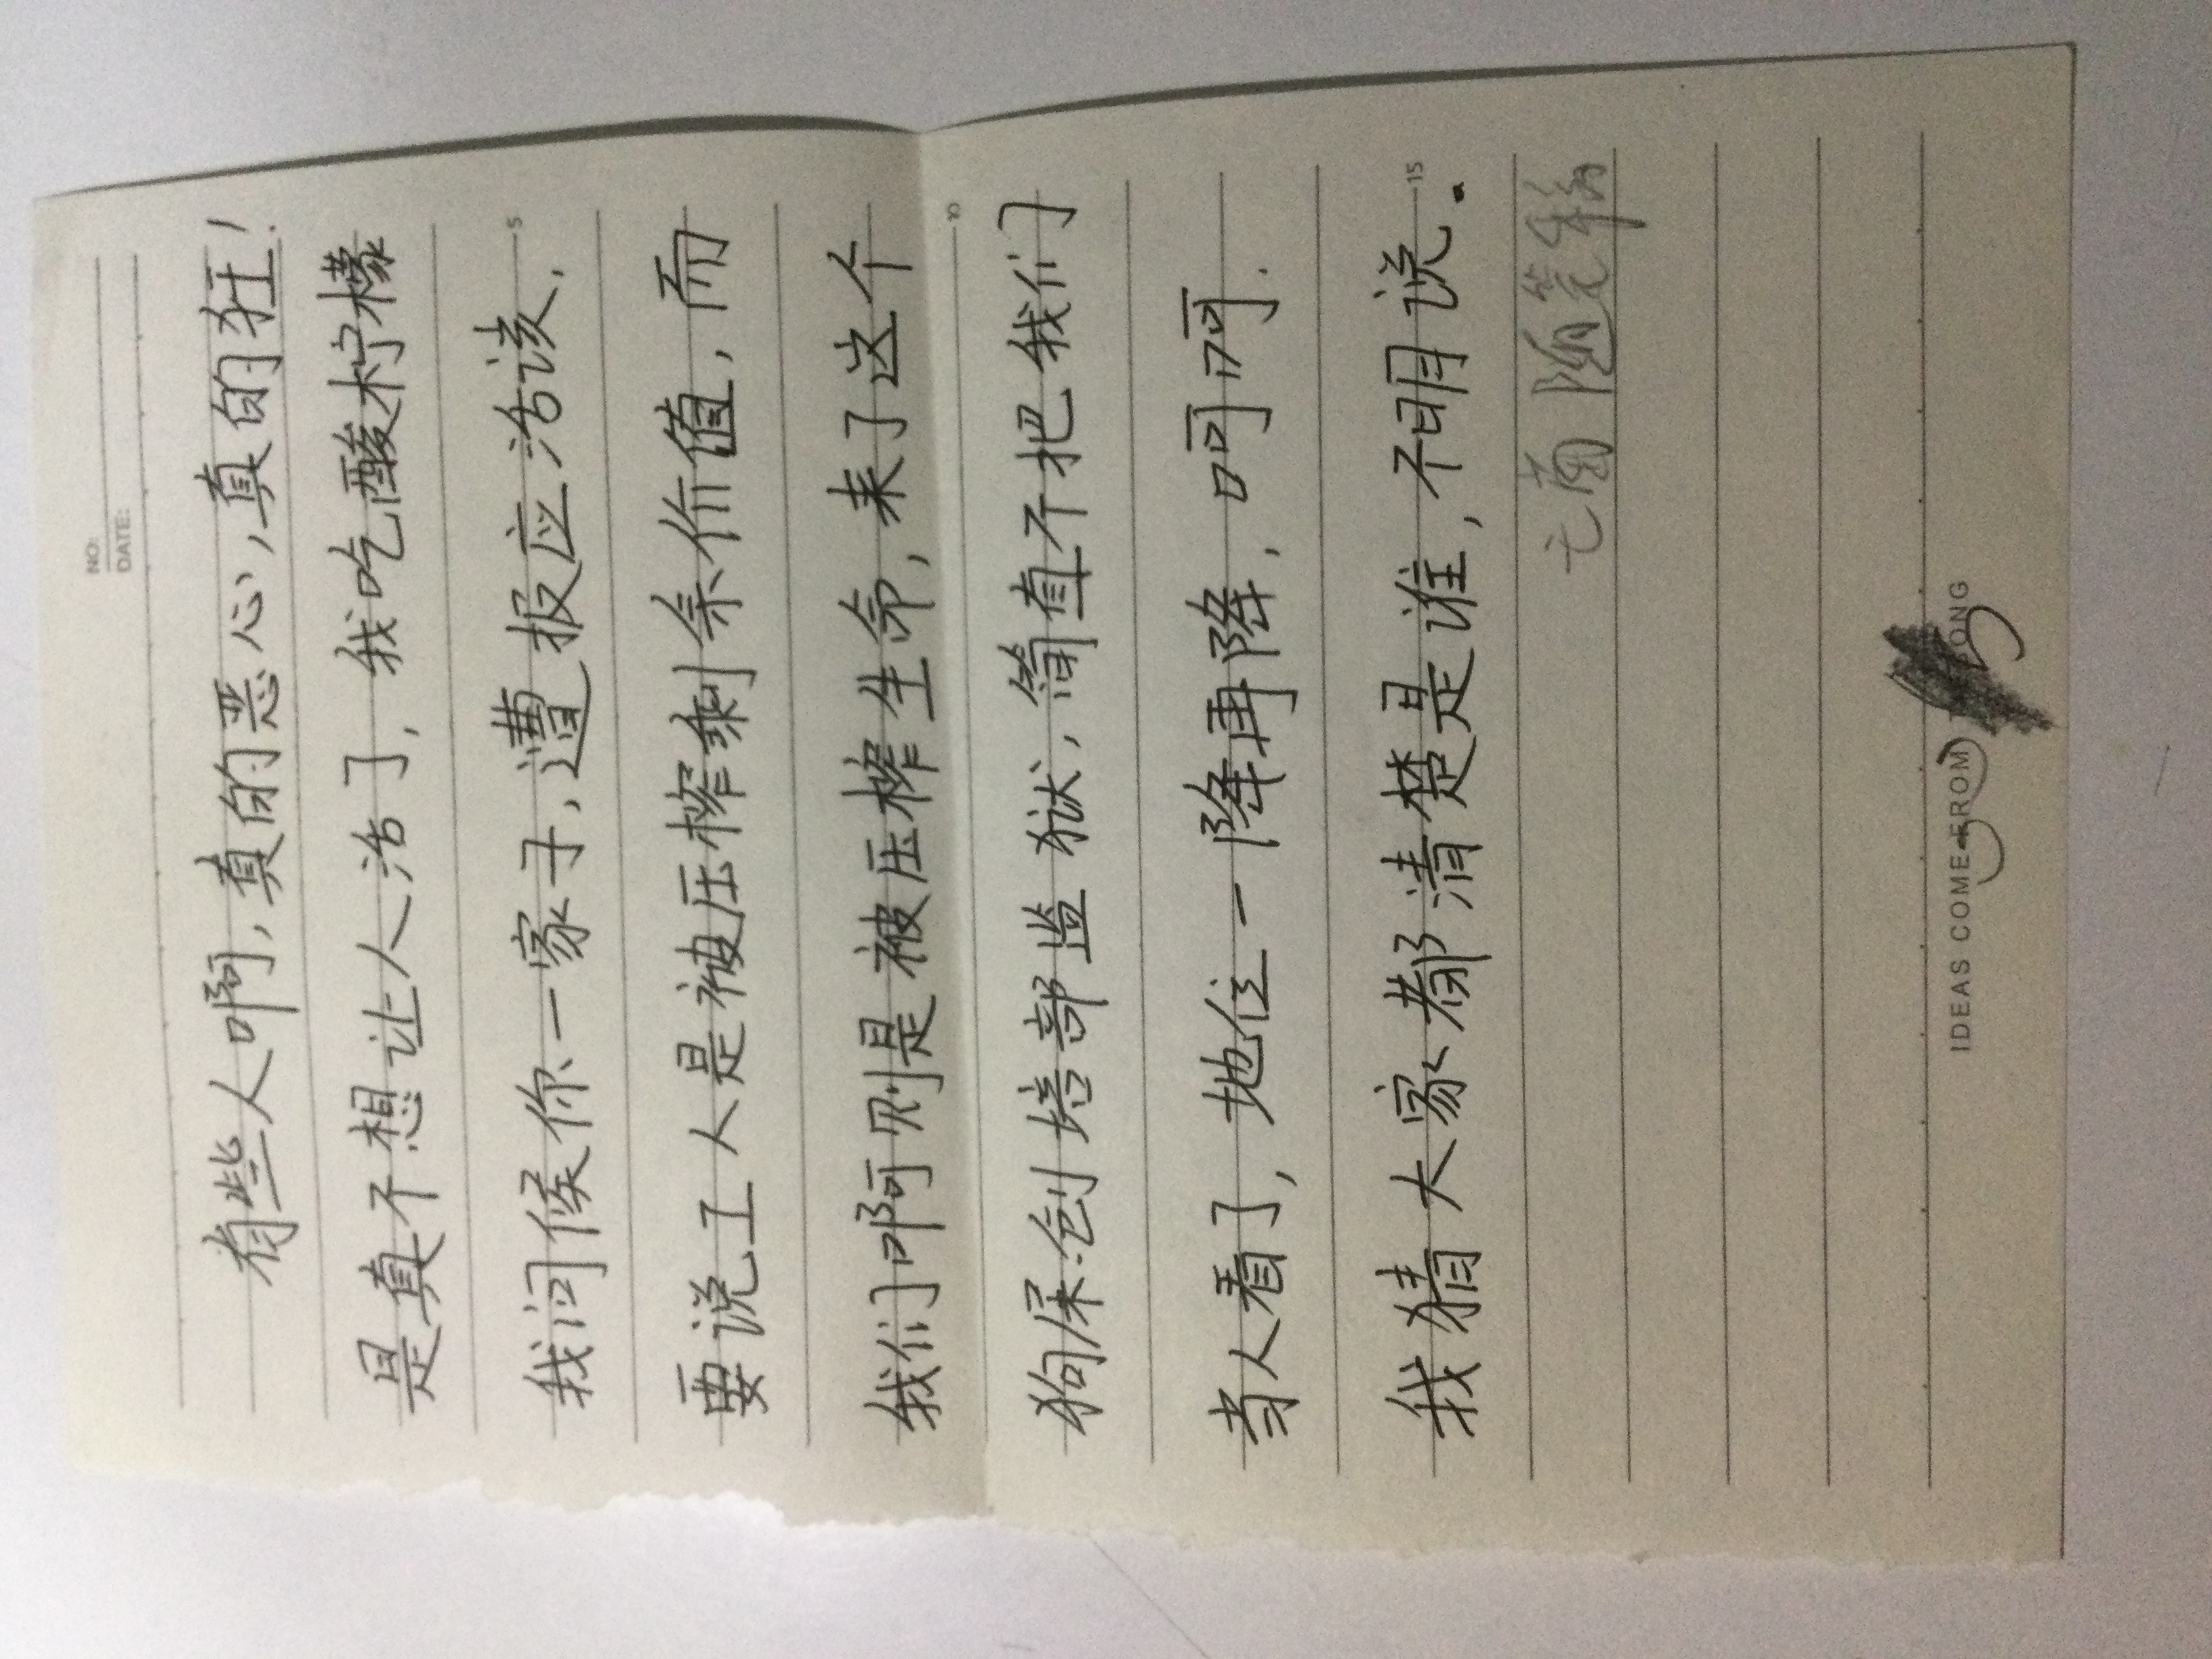 NO:
DATE:
有些人啊,真的恶心,真的狂!
是真不想让人活了,我吃酸柠檬
我问候你一家子,遭报应活该,
5
要说工人是被压榨剩余价值,而
我们啊则是被压榨生命,来了这个
10
狗屎创培部监狱,简直不把我们
当人看了,地位一降再降,呵呵.
我猜大家都清楚是谁,不明说.
15
随笔稿
IDEAS COME FROM